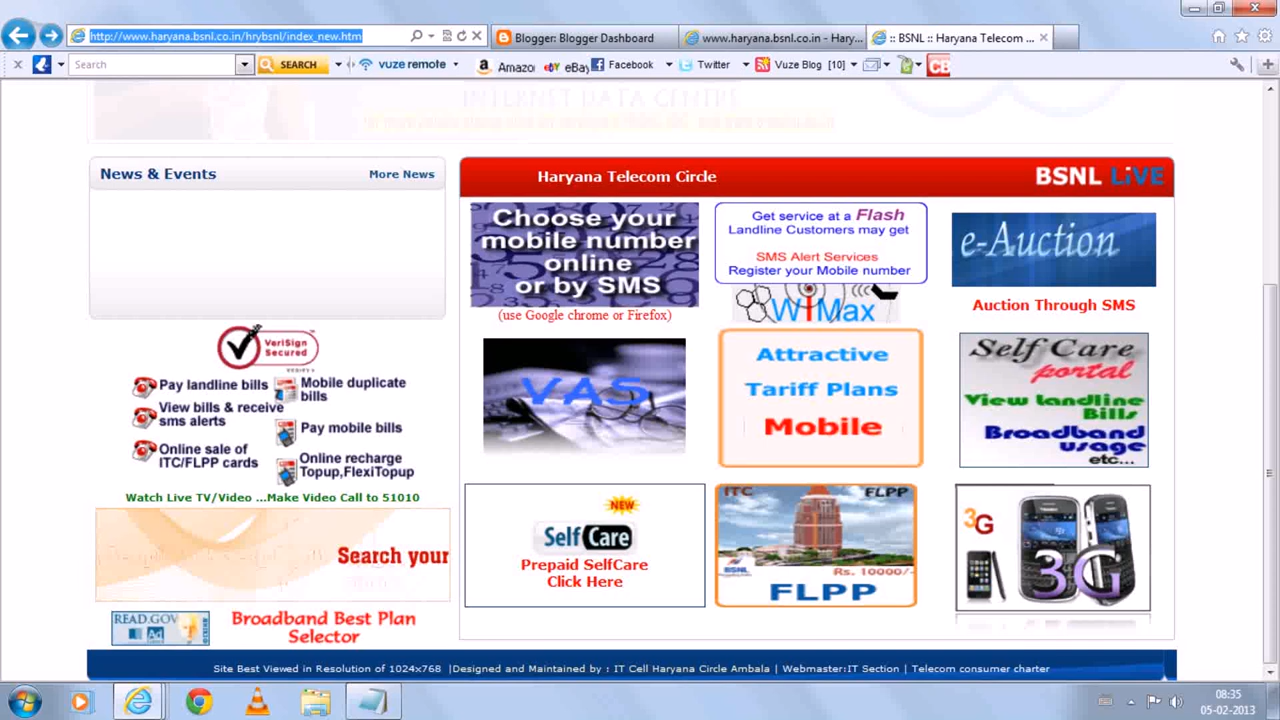 http://www.haryana.bsnl.co.in/hrybsnl/index_new.htm
Blogger: Blogger Dashboard
www.haryana.bsnl.co.in - Hary...
:: BSNL :: Haryana Telecom ...
Search
SEARCH
vuze remote
Amazo
eBay
Facebook
Twitter
Vuze Blog [10]
CB
INTERNET DATA CENTRE
News & Events
More News
Haryana Telecom Circle
BSNL LiVE
Choose your
mobile number
online
or by SMS
(use Google chrome or Firefox)
Get service at a Flash
Landline Customers may get
SMS Alert Services
Register your Mobile number
WiMax
e-Auction
Auction Through SMS
VeriSign
Secured
VERIFY
Pay landline bills
Mobile duplicate
bills
View bills & receive
sms alerts
Pay mobile bills
Online sale of
ITC/FLPP cards
Online recharge
Topup,FlexiTopup
Watch Live TV/Video ...Make Video Call to 51010
VAS
Attractive
Tariff Plans
Mobile
Self Care
portal
View landline
Bills
Broadband
usage
etc...
Search your
READ.GOV
Ad
Broadband Best Plan
Selector
NEW
SelfCare
Prepaid SelfCare
Click Here
ITC
FLPP
BSNL
Rs. 10000/-
FLPP
3G
3G
Site Best Viewed in Resolution of 1024x768 |Designed and Maintained by : IT Cell Haryana Circle Ambala | Webmaster:IT Section | Telecom consumer charter
08:35
05-02-2013